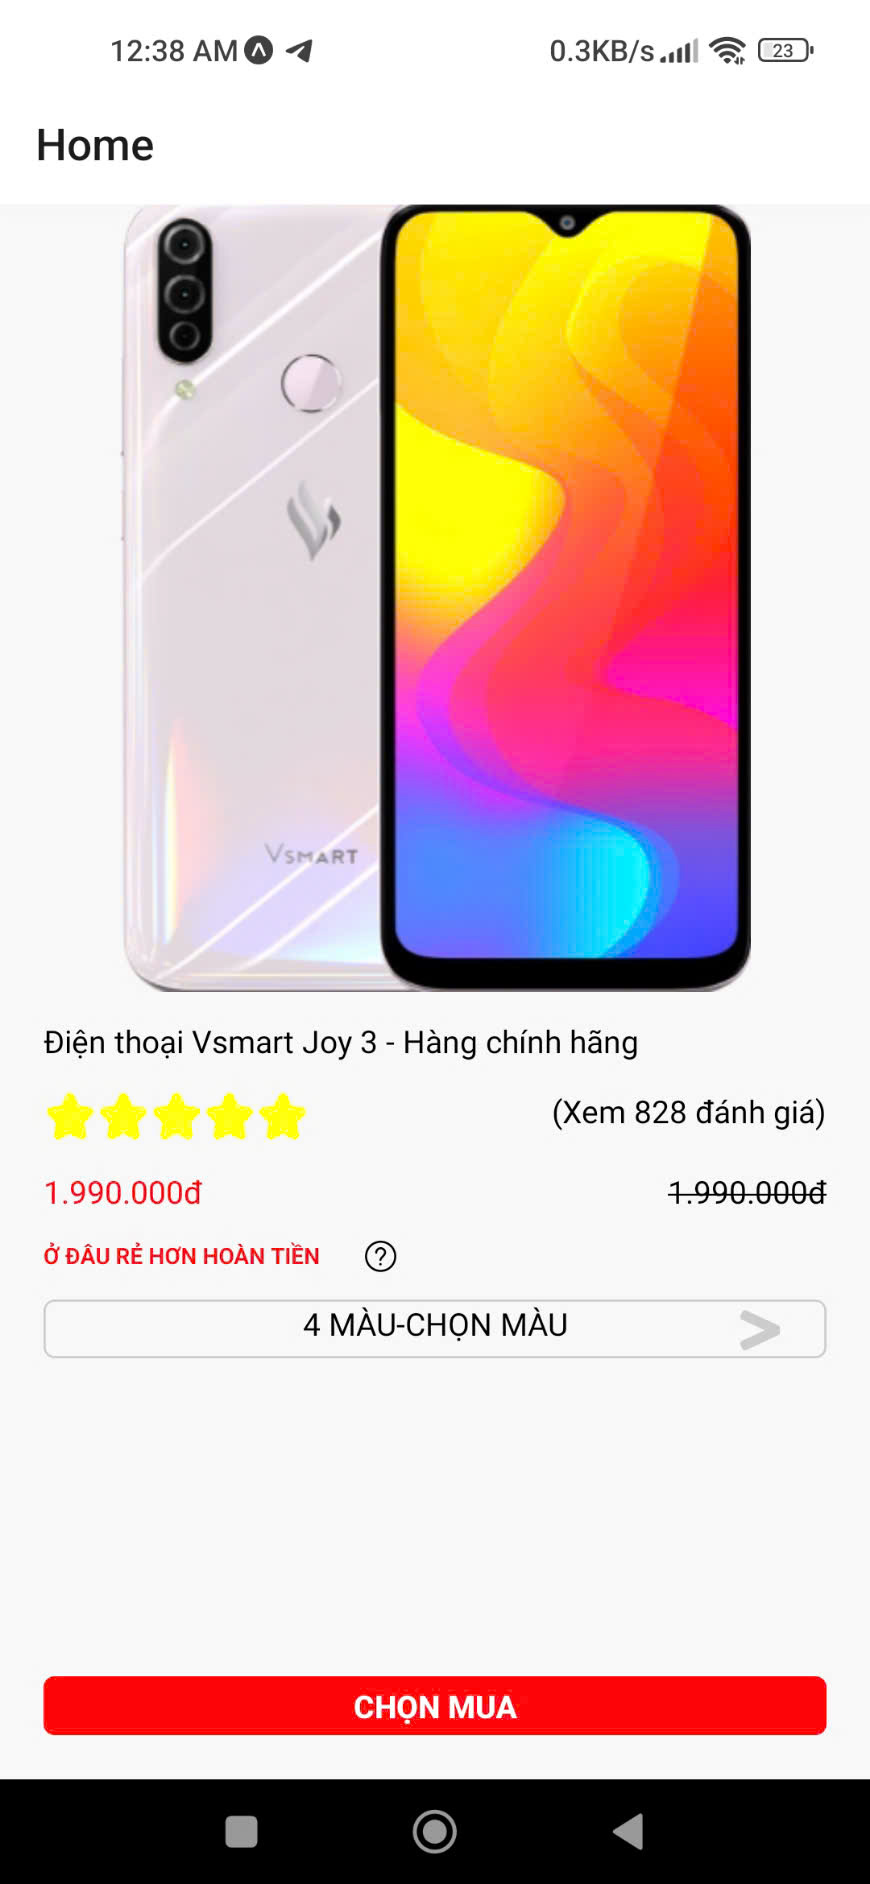 12:38 AM 0.3KB/s 23
Home
VSMART
Điện thoại Vsmart Joy 3 - Hàng chính hãng
(Xem 828 đánh giá)
1.990.000đ 1.990.000đ
Ở ĐÂU RẺ HƠN HOÀN TIỀN ?
4 MÀU-CHỌN MÀU >
CHỌN MUA